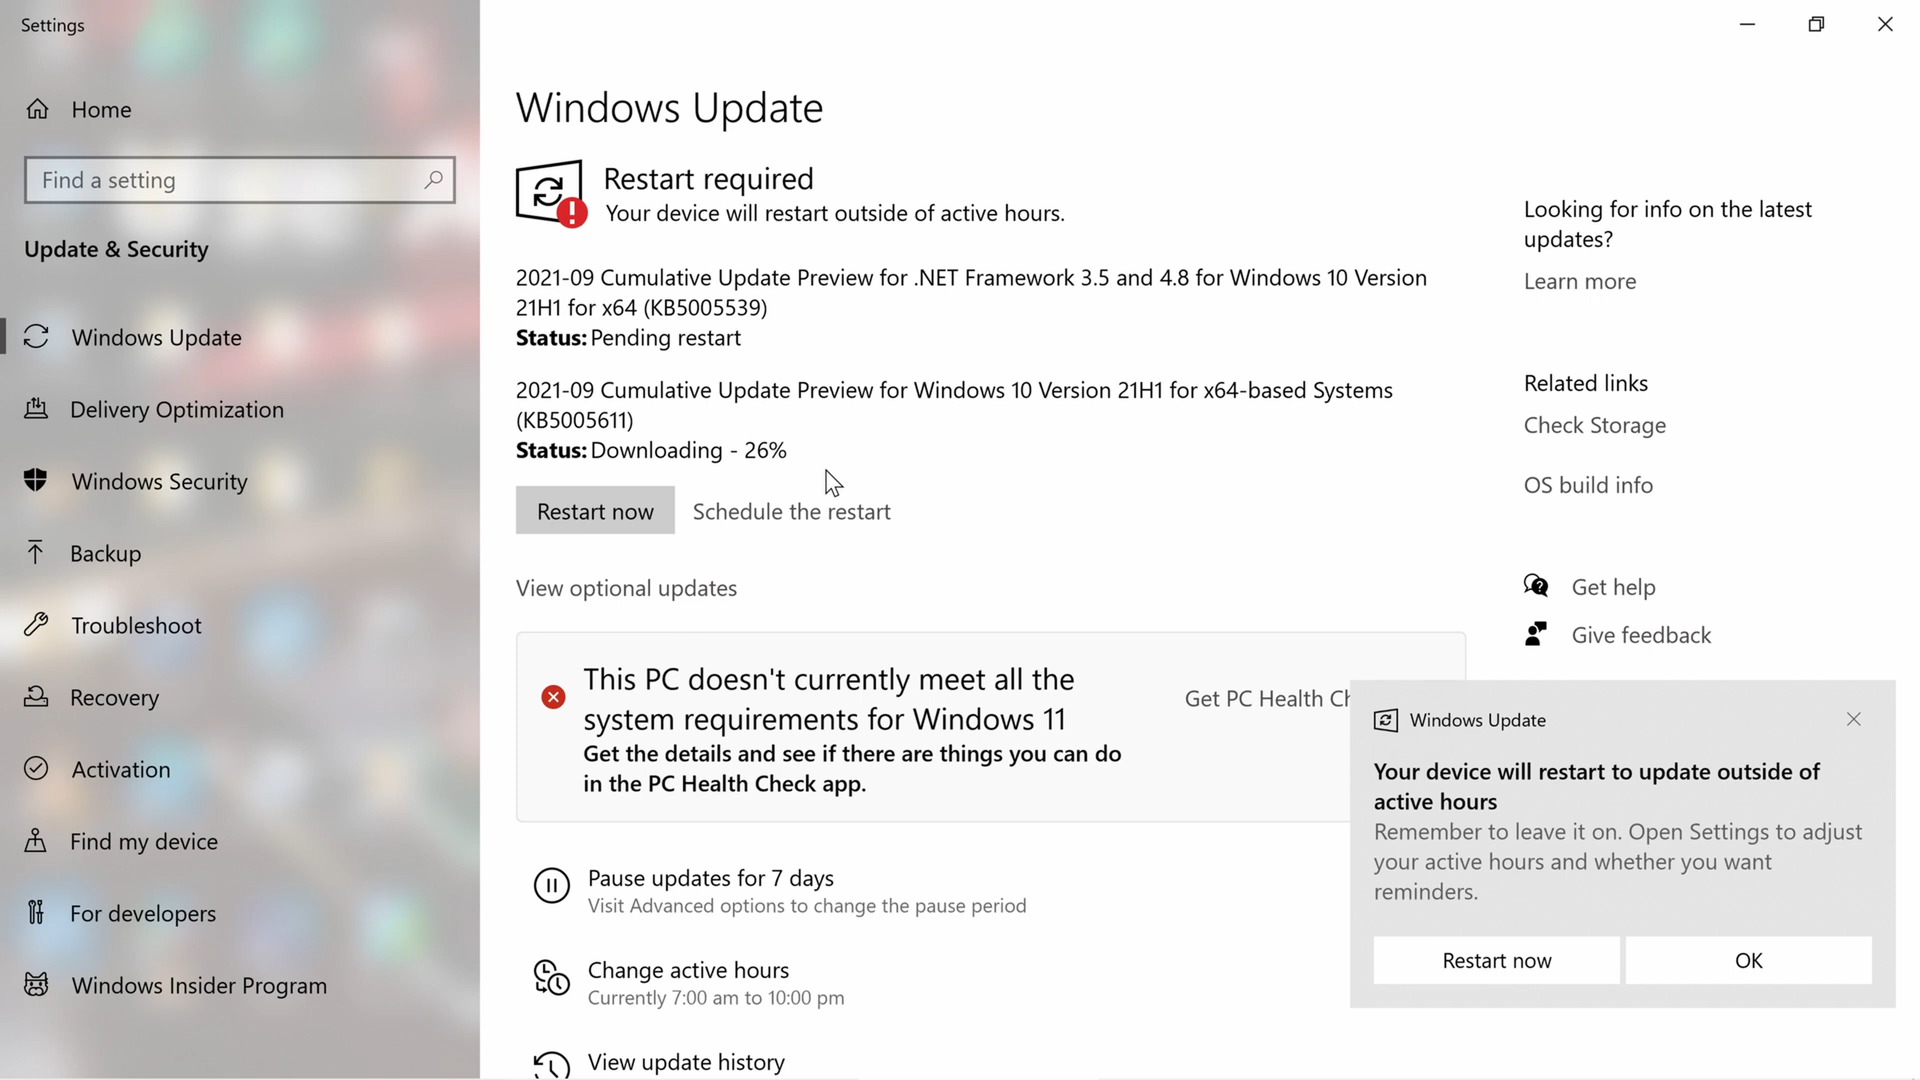 Settings
Home
Find a setting
Update & Security
Windows Update
Delivery Optimization
Windows Security
Backup
Troubleshoot
Recovery
Activation
Find my device
For developers
Windows Insider Program
Windows Update
Restart required
Your device will restart outside of active hours.
2021-09 Cumulative Update Preview for .NET Framework 3.5 and 4.8 for Windows 10 Version
21H1 for x64 (KB5005539)
Status: Pending restart
2021-09 Cumulative Update Preview for Windows 10 Version 21H1 for x64-based Systems
(KB5005611)
Status: Downloading - 26%
Restart now
Schedule the restart
View optional updates
This PC doesn't currently meet all the
system requirements for Windows 11
Get the details and see if there are things you can do
in the PC Health Check app.
Get PC Health Ch
Pause updates for 7 days
Visit Advanced options to change the pause period
Change active hours
Currently 7:00 am to 10:00 pm
View update history
Looking for info on the latest
updates?
Learn more
Related links
Check Storage
OS build info
Get help
Give feedback
Windows Update
Your device will restart to update outside of
active hours
Remember to leave it on. Open Settings to adjust
your active hours and whether you want
reminders.
Restart now
OK